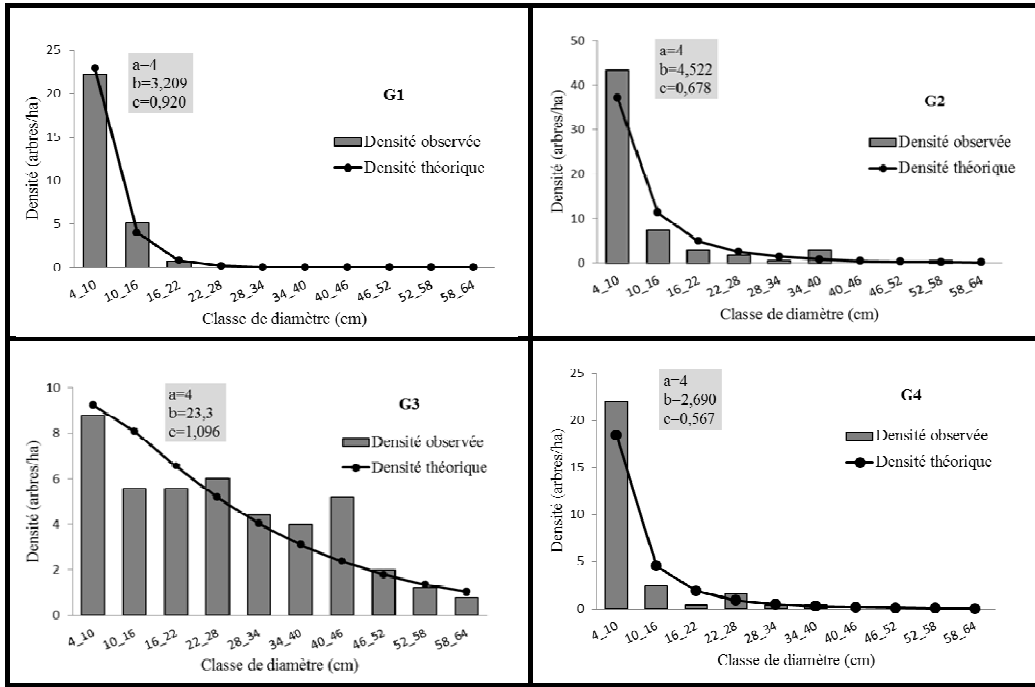 25
20
15
10
5
0
Densité (arbres/ha)
a=4
b=3,209
c=0,920
G1
Densité observée
Densité théorique
4_10
10_16
16_22
22_28
28_34
34_40
40_46
46_52
52_58
58_64
Classe de diamètre (cm)
50
40
30
20
10
0
Densité (arbres/ha)
a=4
b=4,522
c=0,678
G2
Densité observée
Densité théorique
4_10
10_16
16_22
22_28
28_34
34_40
40_46
46_52
52_58
58_64
Classe de diamètre (cm)
10
8
6
4
2
0
Densité (arbres/ha)
a=4
b=23,3
c=1,096
G3
Densité observée
Densité théorique
4_10
10_16
16_22
22_28
28_34
34_40
40_46
46_52
52_58
58_64
Classe de diamètre (cm)
25
20
15
10
5
0
Densité (arbres/ha)
a=4
b=2,690
c=0,567
G4
Densité observée
Densité théorique
4_10
10_16
16_22
22_28
28_34
34_40
40_46
46_52
52_58
58_64
Classe de diamètre (cm)